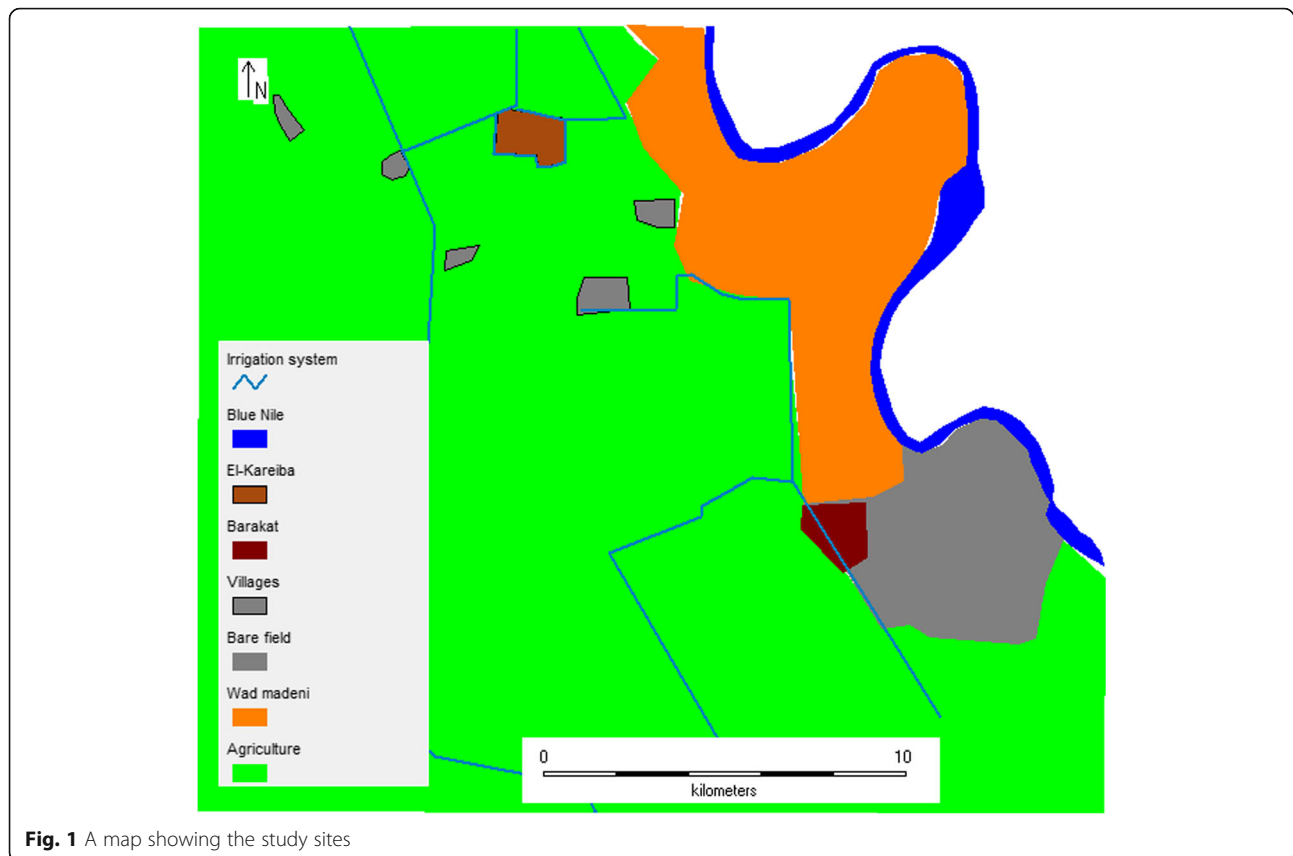 N
Irrigation system
Blue Nile
El-Kareiba
Barakat
Villages
Bare field
Wad madeni
Agriculture
0 10
kilometers
Fig. 1 A map showing the study sites